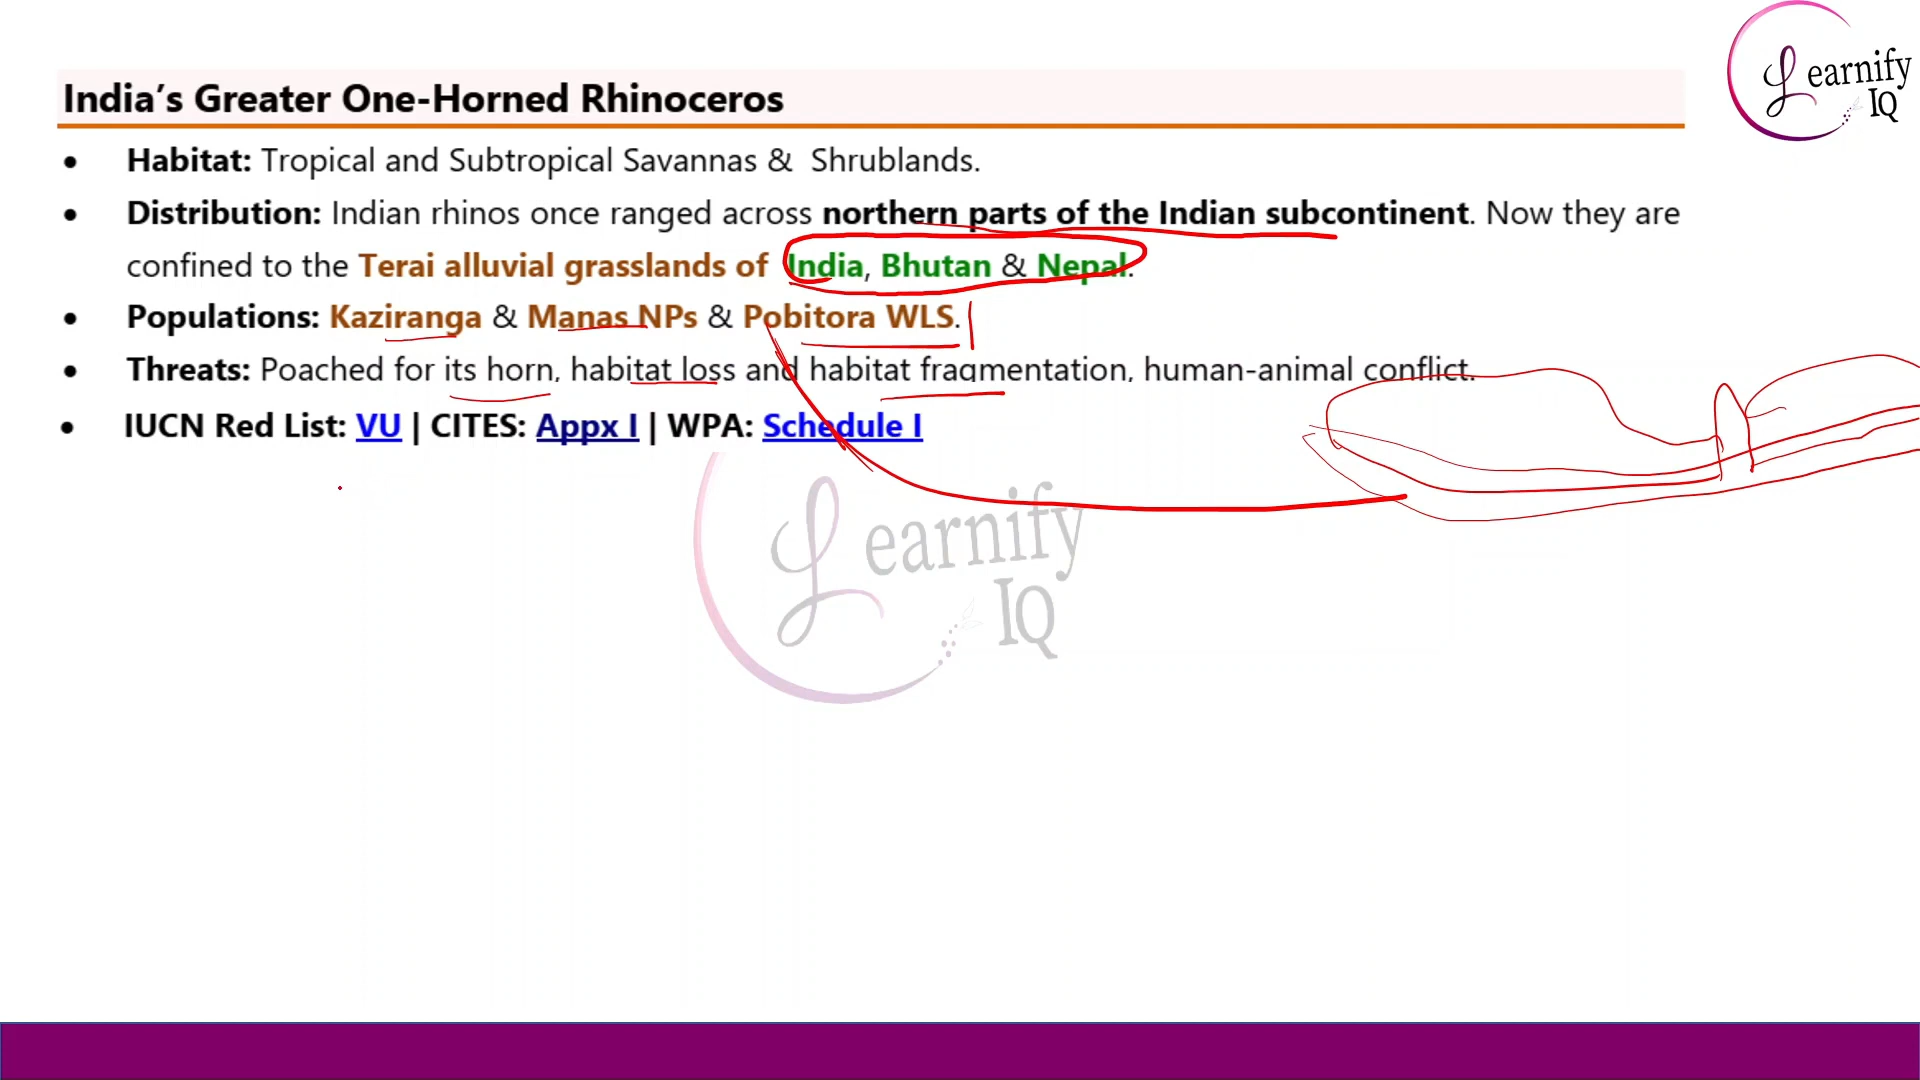 Learnify
IQ
India’s Greater One-Horned Rhinoceros
• Habitat: Tropical and Subtropical Savannas & Shrublands.
• Distribution: Indian rhinos once ranged across northern parts of the Indian subcontinent. Now they are
confined to the Terai alluvial grasslands of India, Bhutan & Nepal.
• Populations: Kaziranga & Manas NPs & Pobitora WLS.
• Threats: Poached for its horn, habitat loss and habitat fragmentation, human-animal conflict.
• IUCN Red List: VU | CITES: Appx I | WPA: Schedule I
Learnify
IQ